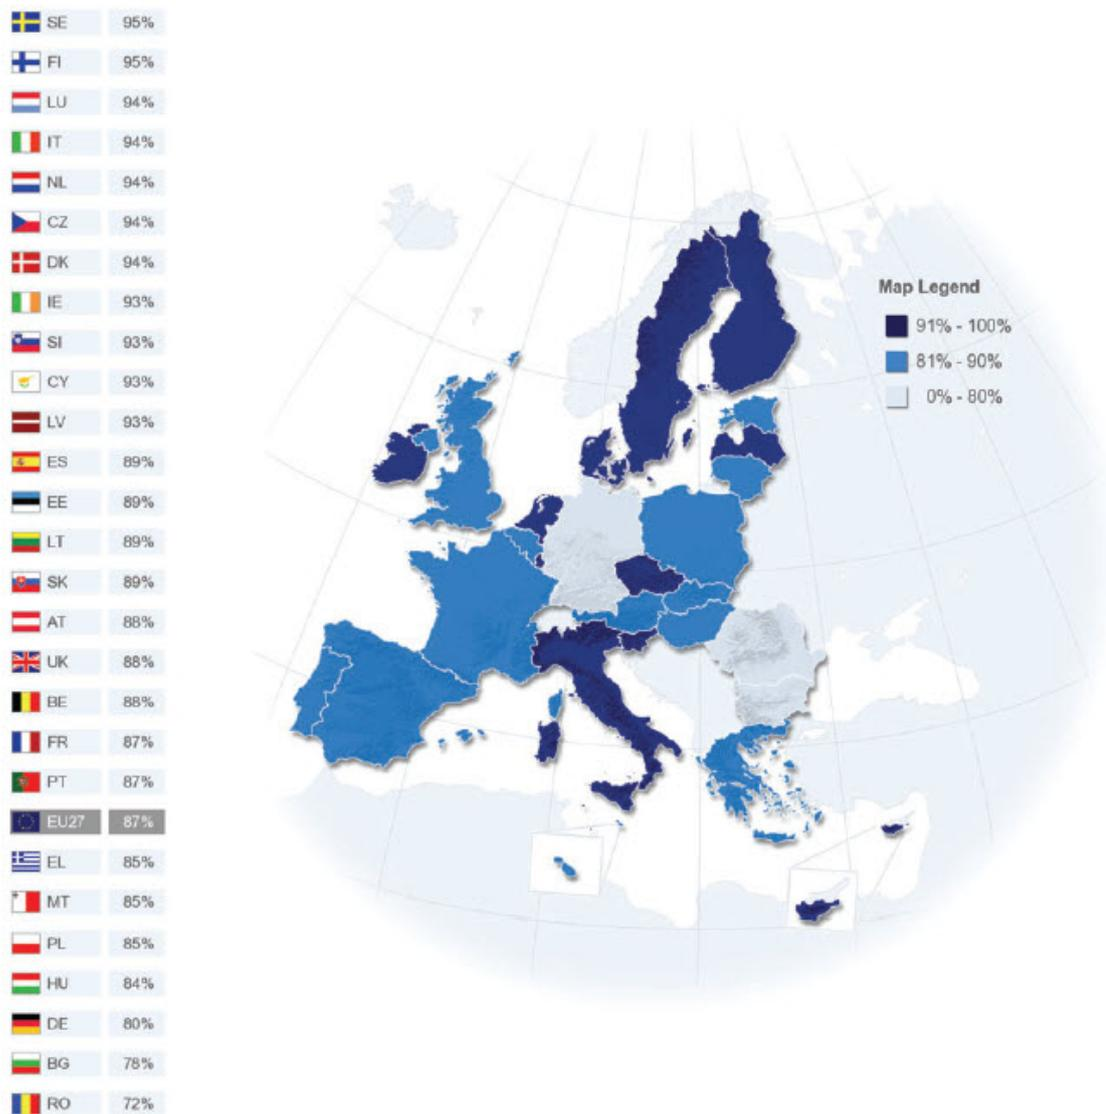 SE 95%
FI 95%
LU 94%
IT 94%
NL 94%
CZ 94%
DK 94%
IE 93%
SI 93%
CY 93%
LV 93%
ES 89%
EE 89%
LT 89%
SK 89%
AT 88%
UK 88%
BE 88%
FR 87%
PT 87%
EU27 87%
EL 85%
MT 85%
PL 85%
HU 84%
DE 80%
BG 78%
RO 72%
Map Legend
91% - 100%
81% - 90%
0% - 80%